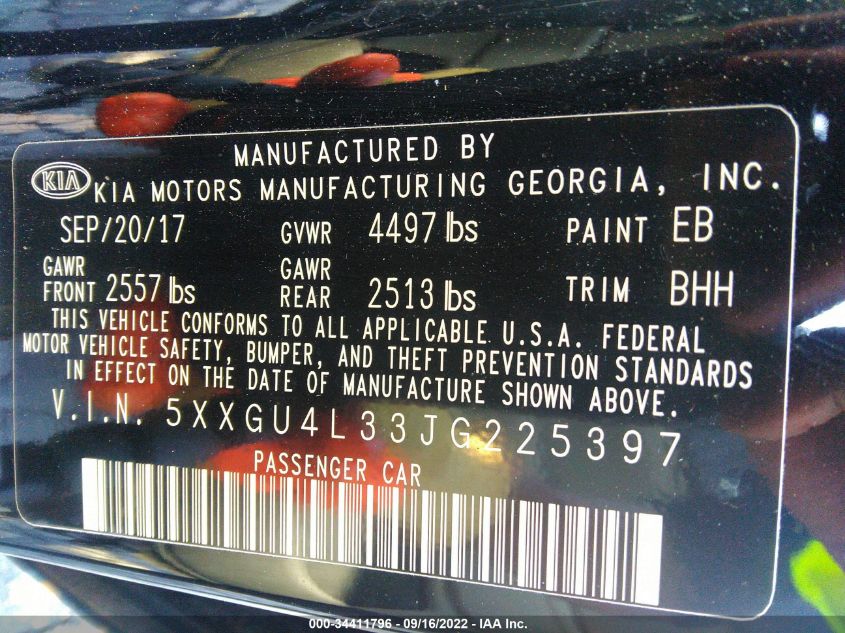 MANUFACTURED BY
KIA KIA MOTORS MANUFACTURING GEORGIA, INC.
SEP/20/17 GVWR 4497 lbs PAINT EB
GAWR FRONT 2557 lbs GAWR REAR 2513 lbs TRIM BHH
THIS VEHICLE CONFORMS TO ALL APPLICABLE U.S.A. FEDERAL
MOTOR VEHICLE SAFETY, BUMPER, AND THEFT PREVENTION STANDARDS
IN EFFECT ON THE DATE OF MANUFACTURE SHOWN ABOVE.
V.I.N. 5XXGU4L33JG225397
PASSENGER CAR
000-34411796 - 09/16/2022 - IAA Inc.